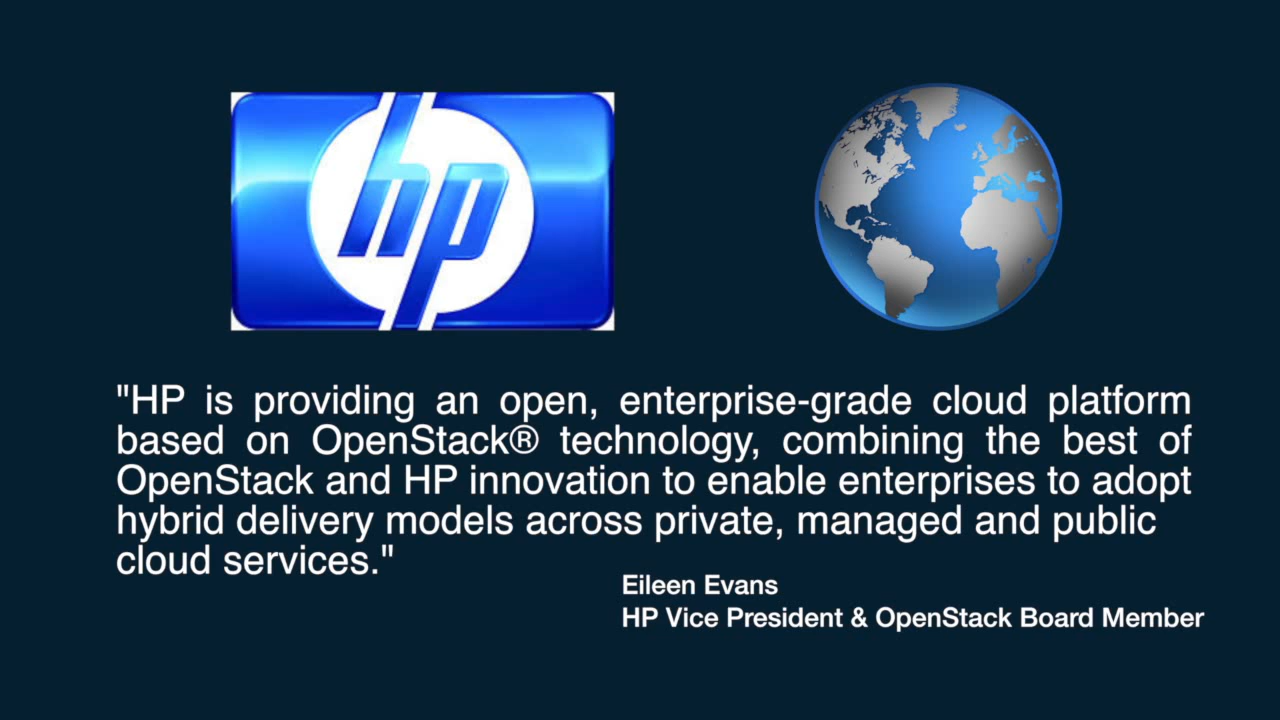 hp
"HP is providing an open, enterprise-grade cloud platform
based on OpenStack® technology, combining the best of
OpenStack and HP innovation to enable enterprises to adopt
hybrid delivery models across private, managed and public
cloud services."
Eileen Evans
HP Vice President & OpenStack Board Member